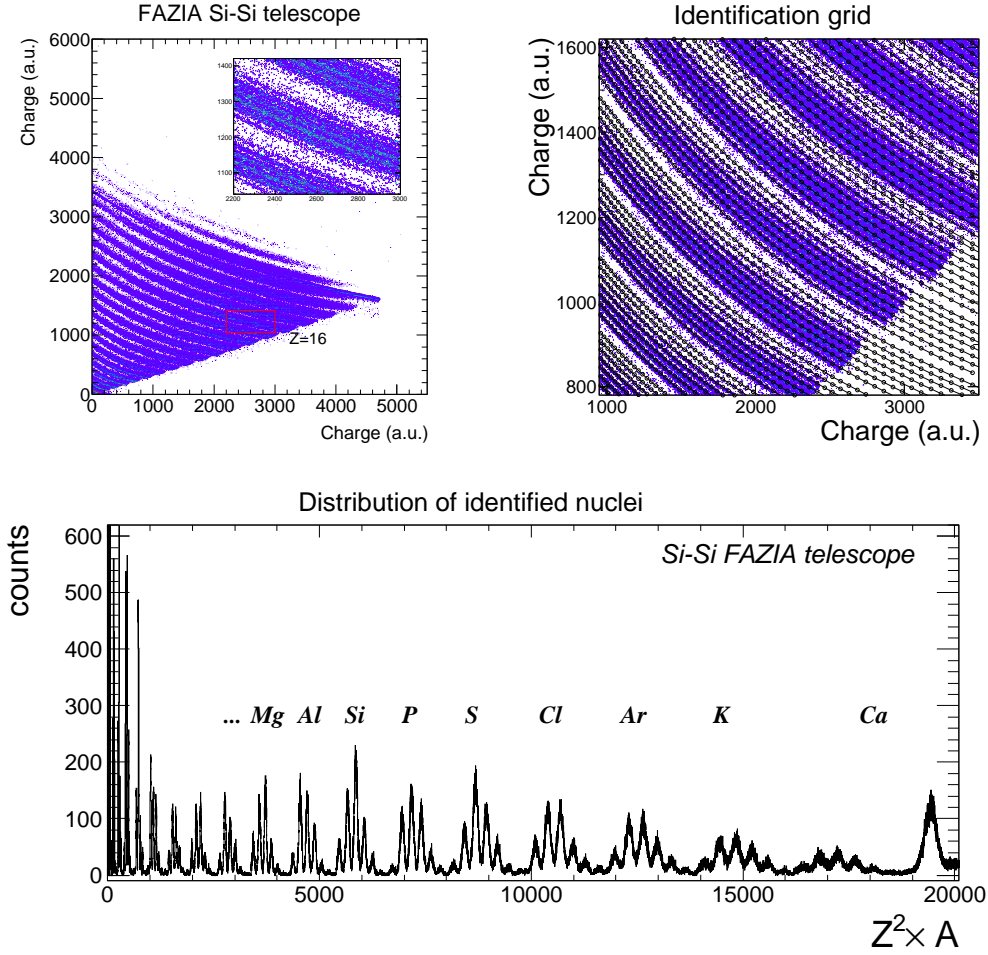 FAZIA Si-Si telescope
Charge (a.u.)
6000
5000
4000
3000
2000
1000
0
1400
1300
1200
1100
2200 2400 2600 2800 3000
Z=16
0 1000 2000 3000 4000 5000
Charge (a.u.)
Identification grid
Charge (a.u.)
1600
1400
1200
1000
800
1000 2000 3000
Charge (a.u.)
Distribution of identified nuclei
counts
Si-Si FAZIA telescope
600
500
400
300
200
100
0
... Mg Al Si P S Cl Ar K Ca
0 5000 10000 15000 20000
Z²× A